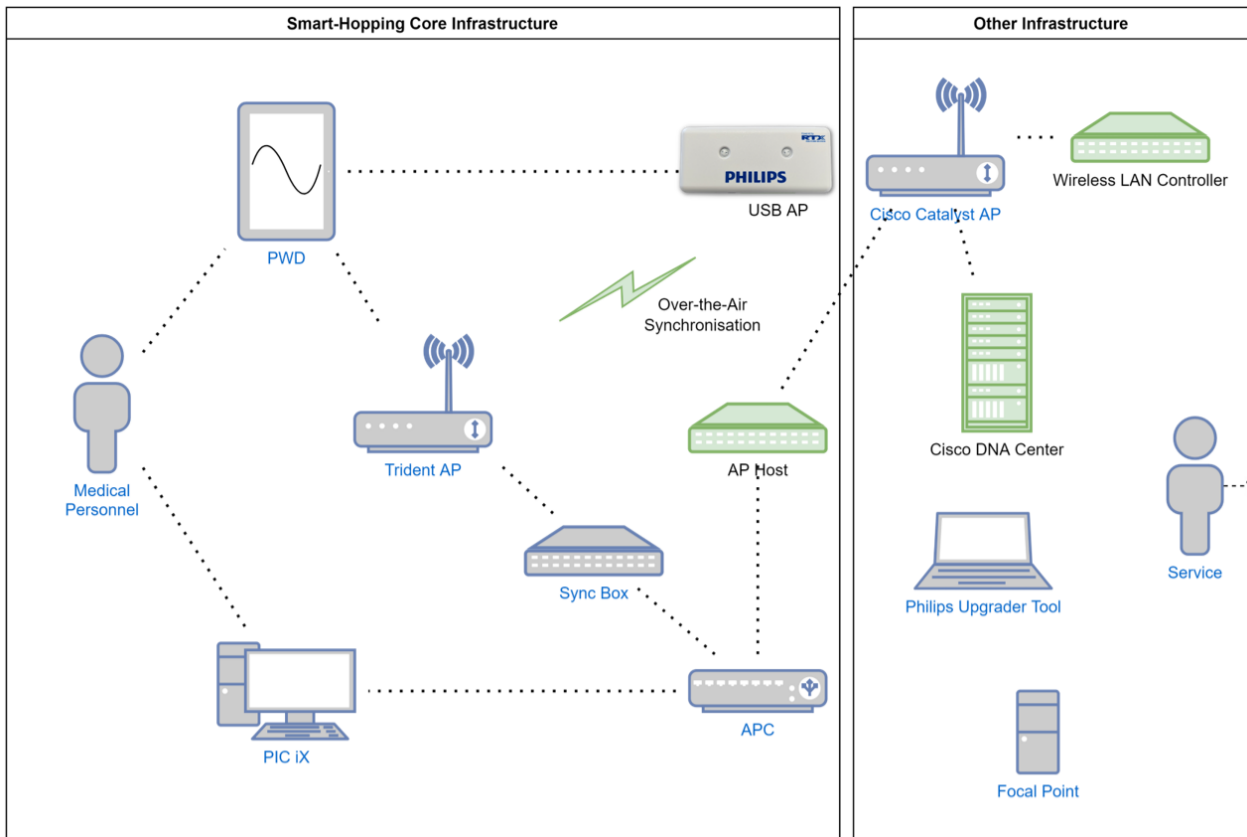 Smart-Hopping Core Infrastructure
Other Infrastructure
RTX
PHILIPS
USB AP
PWD
Cisco Catalyst AP
Wireless LAN Controller
Over-the-Air
Synchronisation
Medical
Personnel
Trident AP
AP Host
Cisco DNA Center
Sync Box
Philips Upgrader Tool
Service
PIC iX
APC
Focal Point